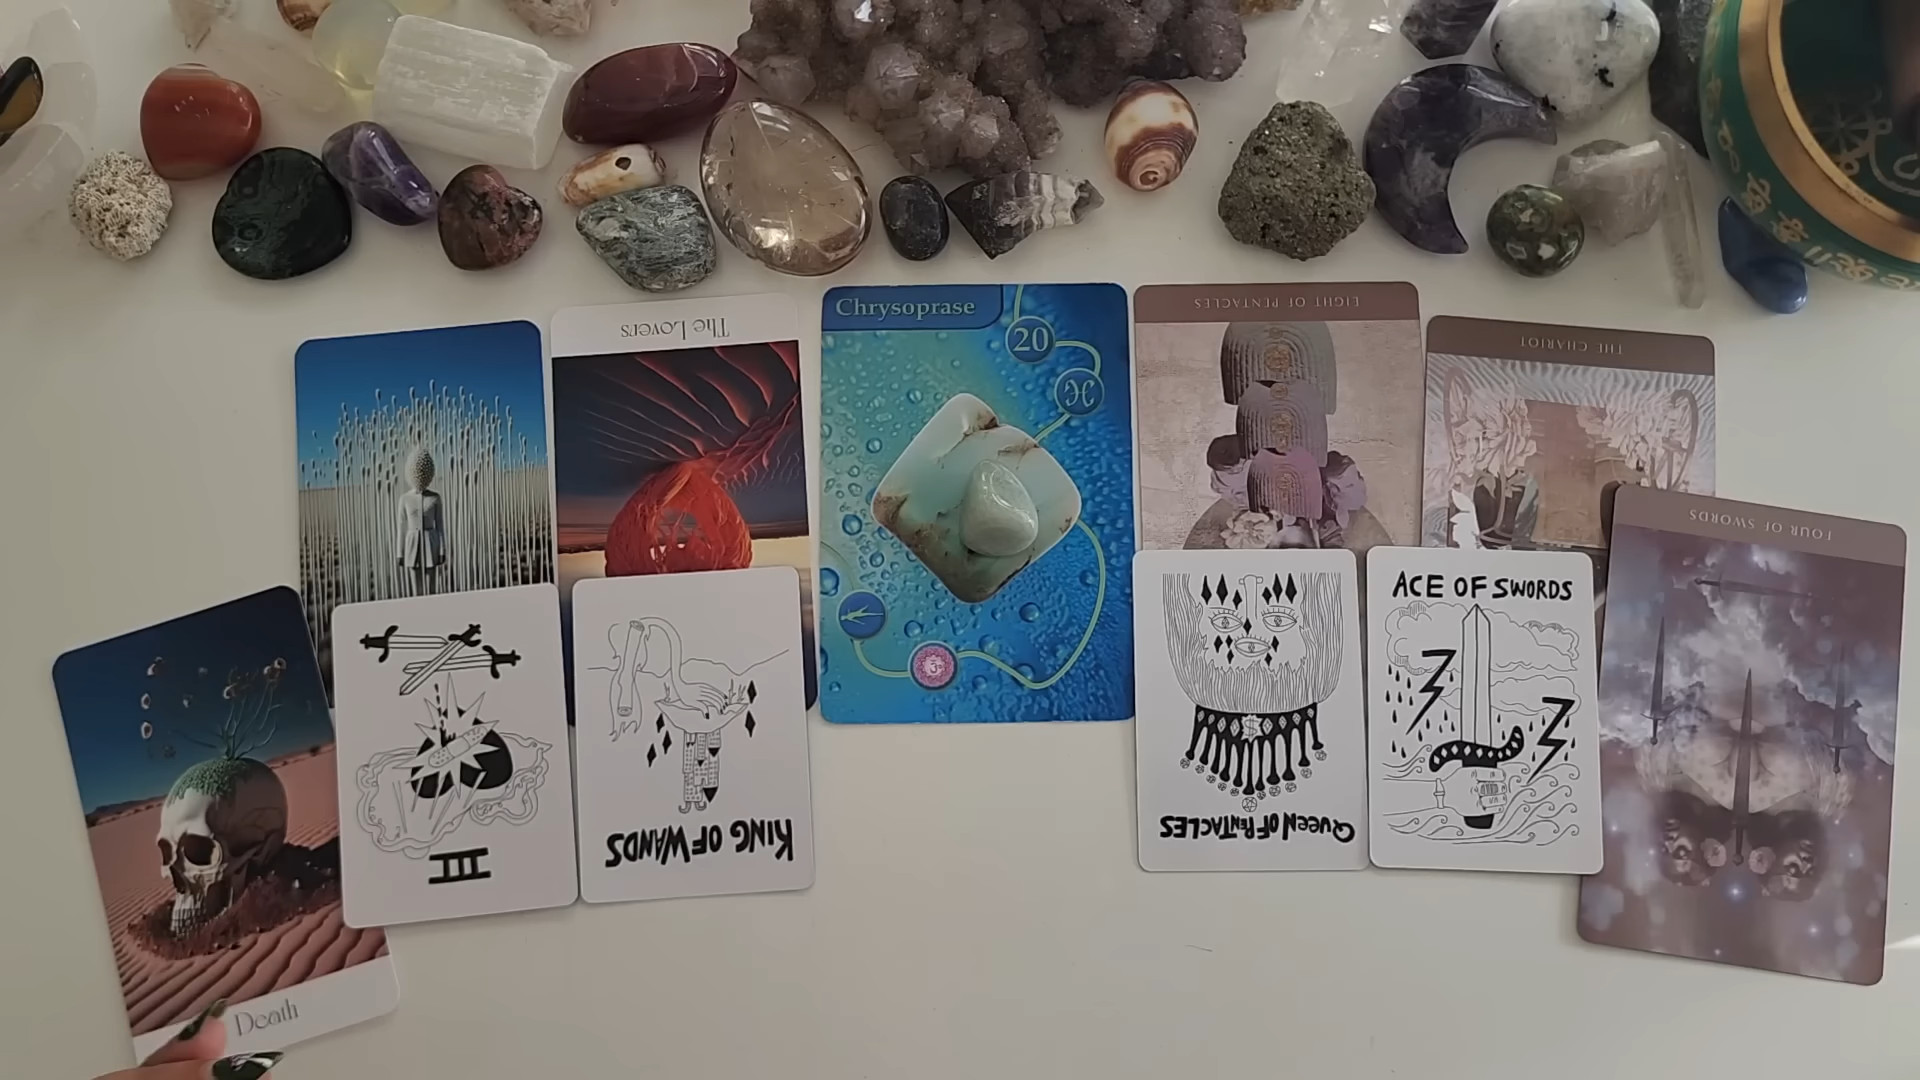 Chrysoprase
20
The Lovers
EIGHT OF PENTACLES
THE CHARIOT
FOUR OF SWORDS
ACE OF SWORDS
III
KING OF WANDS
QUEEN OF PENTACLES
Death